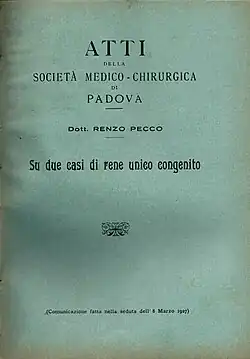 ATTI
DELLA
SOCIETÀ MEDICO-CHIRURGICA
DI
PADOVA
Dott. RENZO PECCO
Su due casi di rene unico congenito
(Comunicazione fatta nella seduta dell' 8 Marzo 1927)